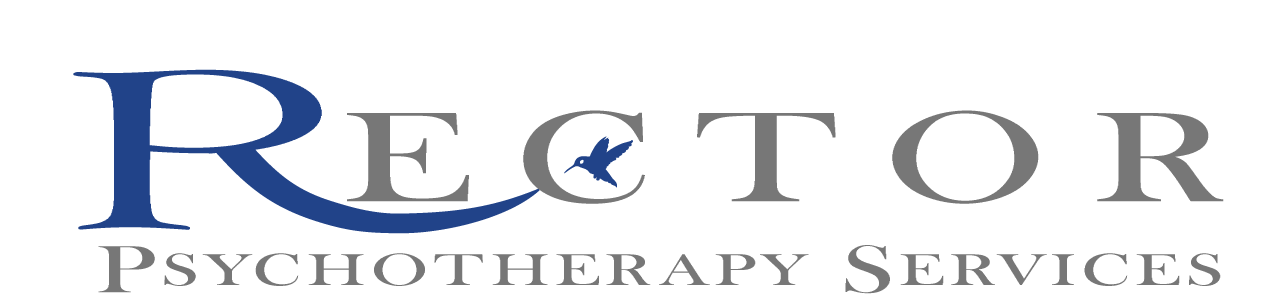 RECTOR
PSYCHOTHERAPY SERVICES